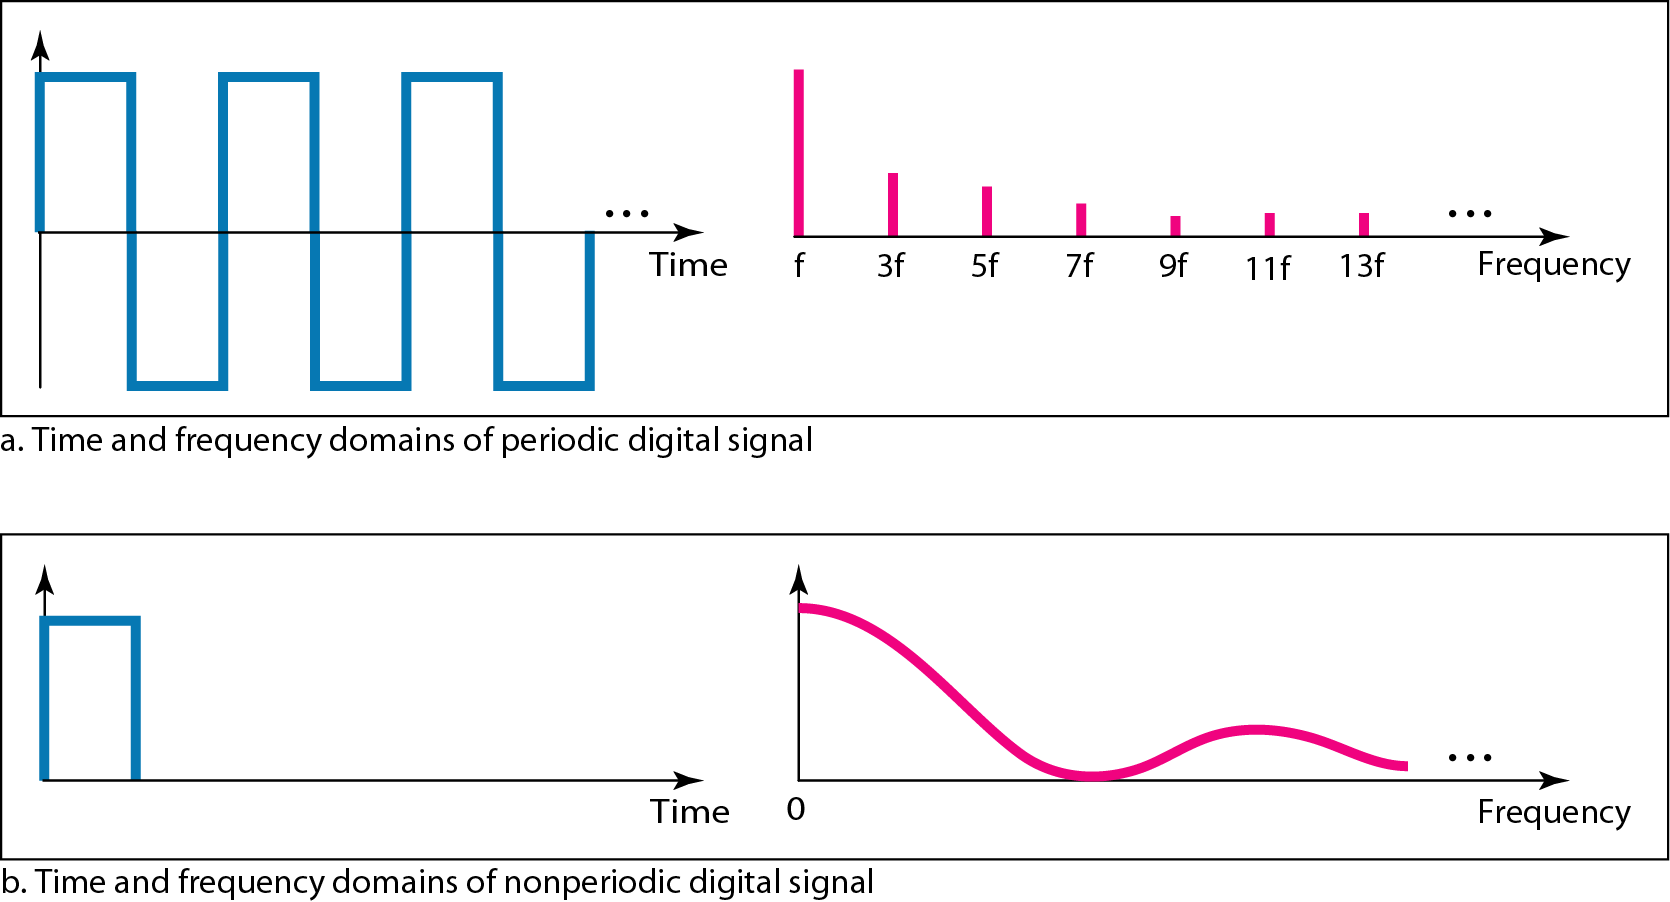 ...
Time
f 3f 5f 7f 9f 11f 13f
...
Frequency
a. Time and frequency domains of periodic digital signal
Time
0
...
Frequency
b. Time and frequency domains of nonperiodic digital signal